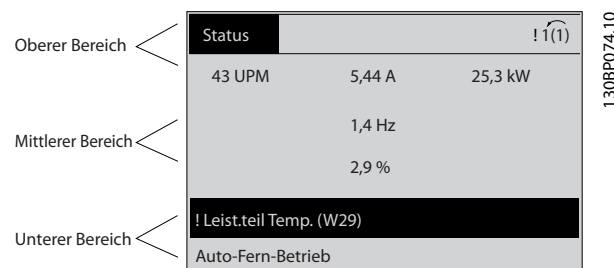 Oberer Bereich
Status
! 1(1)
43 UPM 5,44 A 25,3 kW
Mittlerer Bereich
1,4 Hz
2,9 %
! Leist.teil Temp. (W29)
Unterer Bereich
Auto-Fern-Betrieb
130BP074.10